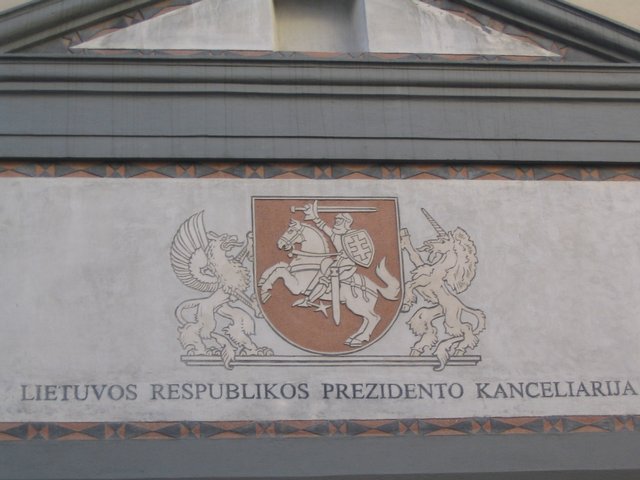 LIETUVOS RESPUBLIKOS PREZIDENTO KANCELIARIJA